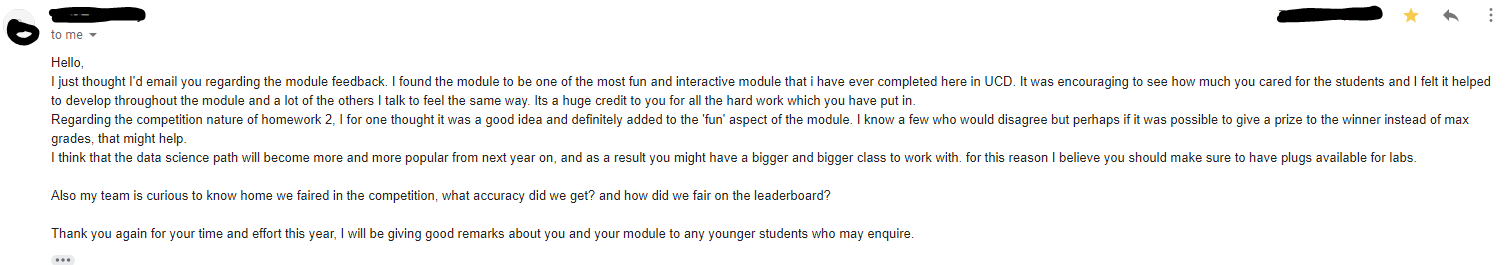 to me
Hello,
I just thought I'd email you regarding the module feedback. I found the module to be one of the most fun and interactive module that i have ever completed here in UCD. It was encouraging to see how much you cared for the students and I felt it helped
to develop throughout the module and a lot of the others I talk to feel the same way. Its a huge credit to you for all the hard work which you have put in.
Regarding the competition nature of homework 2, I for one thought it was a good idea and definitely added to the 'fun' aspect of the module. I know a few who would disagree but perhaps if it was possible to give a prize to the winner instead of max
grades, that might help.
I think that the data science path will become more and more popular from next year on, and as a result you might have a bigger and bigger class to work with. for this reason I believe you should make sure to have plugs available for labs.
Also my team is curious to know home we faired in the competition, what accuracy did we get? and how did we fair on the leaderboard?
Thank you again for your time and effort this year, I will be giving good remarks about you and your module to any younger students who may enquire.